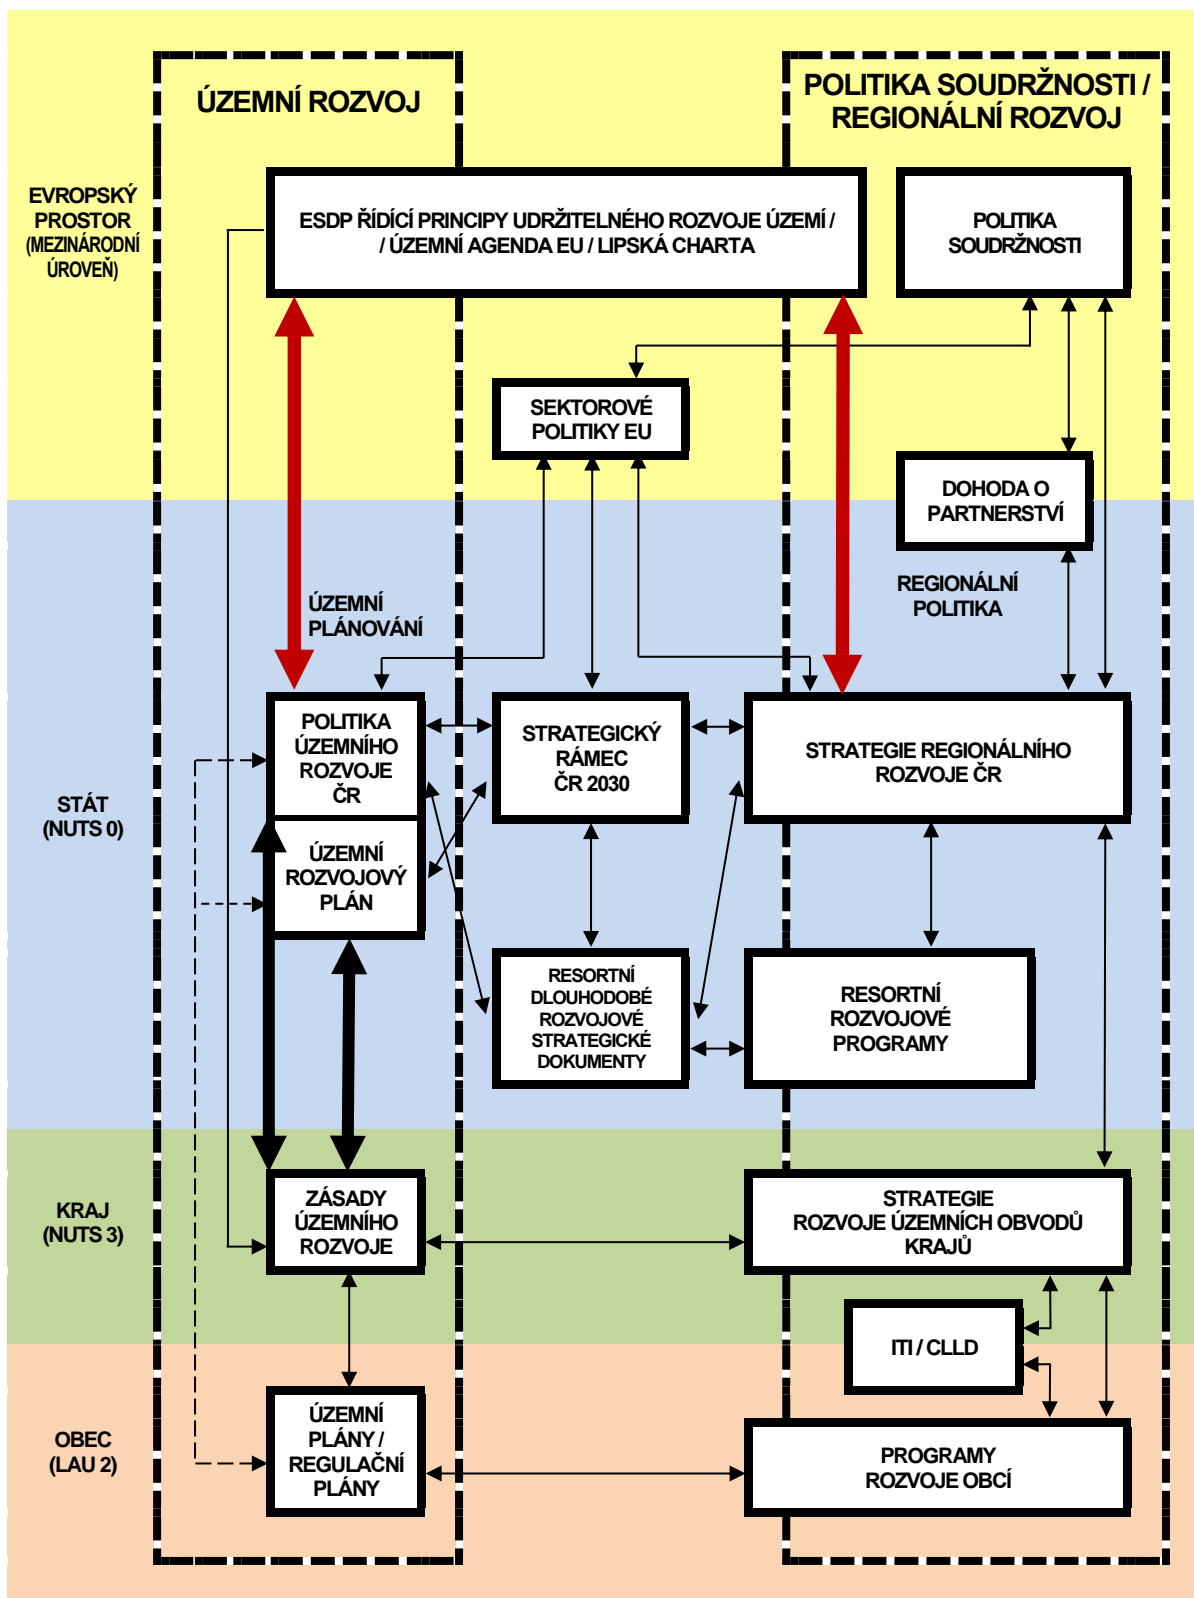 ÚZEMNÍ ROZVOJ
POLITIKA SOUDRŽNOSTI /
REGIONÁLNÍ ROZVOJ
EVROPSKÝ
PROSTOR
(MEZINÁRODNÍ
ÚROVEŇ)
ESDP ŘÍDÍCÍ PRINCIPY UDRŽITELNÉHO ROZVOJE ÚZEMÍ /
/ ÚZEMNÍ AGENDA EU / LIPSKÁ CHARTA
POLITIKA
SOUDRŽNOSTI
SEKTOROVÉ
POLITIKY EU
DOHODA O
PARTNERSTVÍ
ÚZEMNÍ
PLÁNOVÁNÍ
REGIONÁLNÍ
POLITIKA
STÁT
(NUTS 0)
POLITIKA
ÚZEMNÍHO
ROZVOJE
ČR
ÚZEMNÍ
ROZVOJOVÝ
PLÁN
STRATEGICKÝ
RÁMEC
ČR 2030
STRATEGIE REGIONÁLNÍHO
ROZVOJE ČR
RESORTNÍ
DLOUHODOBÉ
ROZVOJOVÉ
STRATEGICKÉ
DOKUMENTY
RESORTNÍ
ROZVOJOVÉ
PROGRAMY
KRAJ
(NUTS 3)
ZÁSADY
ÚZEMNÍHO
ROZVOJE
STRATEGIE
ROZVOJE ÚZEMNÍCH OBVODŮ
KRAJŮ
ITI / CLLD
OBEC
(LAU 2)
ÚZEMNÍ
PLÁNY /
REGULAČNÍ
PLÁNY
PROGRAMY
ROZVOJE OBCÍ